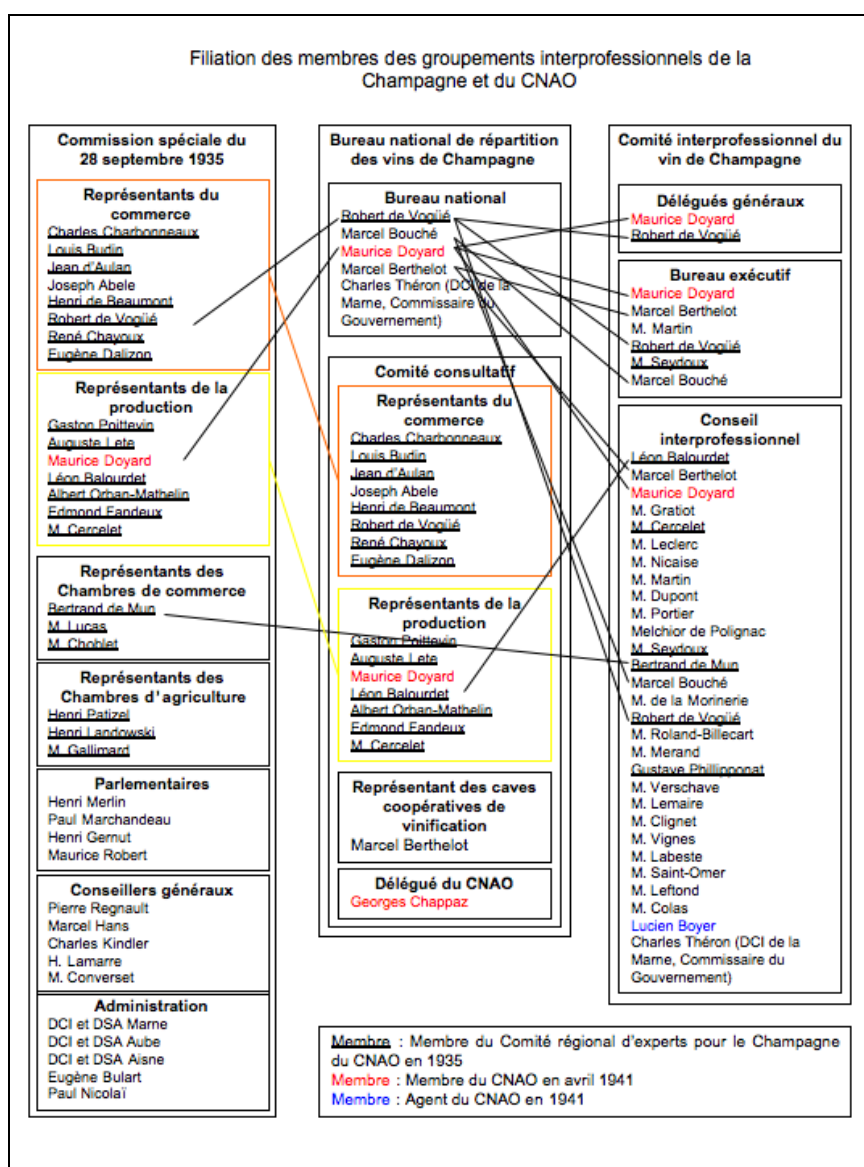 Filiation des membres des groupements interprofessionnels de la
Champagne et du CNAO
Commission spéciale du
28 septembre 1935
Représentants du
commerce
Charles Charbonneaux
Louis Budin
Jean d'Aulan
Joseph Abele
Henri de Beaumont
Robert de Vogüé
René Chayoux
Eugène Dalizon
Représentants de la
production
Gaston Poittevin
Auguste Lete
Maurice Doyard
Léon Balourdet
Albert Orban-Mathelin
Edmond Fandeux
M. Cercelet
Représentants des
Chambres de commerce
Bertrand de Mun
M. Lucas
M. Choblet
Représentants des
Chambres d'agriculture
Henri Patizel
Henri Landowski
M. Gallimard
Parlementaires
Henri Merlin
Paul Marchandeau
Henri Gernut
Maurice Robert
Conseillers généraux
Pierre Regnault
Marcel Hans
Charles Kindler
H. Lamarre
M. Converset
Administration
DCI et DSA Marne
DCI et DSA Aube
DCI et DSA Aisne
Eugène Bulart
Paul Nicolaï
Bureau national de répartition
des vins de Champagne
Bureau national
Robert de Vogüé
Marcel Bouché
Maurice Doyard
Marcel Berthelot
Charles Théron (DCI de la
Marne, Commissaire du
Gouvernement)
Comité consultatif
Représentants du
commerce
Charles Charbonneaux
Louis Budin
Jean d'Aulan
Joseph Abele
Henri de Beaumont
Robert de Vogüé
René Chayoux
Eugène Dalizon
Représentants de la
production
Gaston Poittevin
Auguste Lete
Maurice Doyard
Léon Balourdet
Albert Orban-Mathelin
Edmond Fandeux
M. Cercelet
Représentant des caves
coopératives de
vinification
Marcel Berthelot
Délégué du CNAO
Georges Chappaz
Comité interprofessionnel du
vin de Champagne
Délégués généraux
Maurice Doyard
Robert de Vogüé
Bureau exécutif
Maurice Doyard
Marcel Berthelot
M. Martin
Robert de Vogüé
M. Seydoux
Marcel Bouché
Conseil
interprofessionnel
Léon Balourdet
Marcel Berthelot
Maurice Doyard
M. Gratiot
M. Cercelet
M. Leclerc
M. Nicaise
M. Martin
M. Dupont
M. Portier
Melchior de Polignac
M. Seydoux
Bertrand de Mun
Marcel Bouché
M. de la Morinerie
Robert de Vogüé
M. Roland-Billecart
M. Merand
Gustave Phillipponat
M. Verschave
M. Lemaire
M. Clignet
M. Vignes
M. Labeste
M. Saint-Omer
M. Leftond
M. Colas
Lucien Boyer
Charles Théron (DCI de la
Marne, Commissaire du
Gouvernement)
Membre : Membre du Comité régional d'experts pour le Champagne
du CNAO en 1935
Membre : Membre du CNAO en avril 1941
Membre : Agent du CNAO en 1941